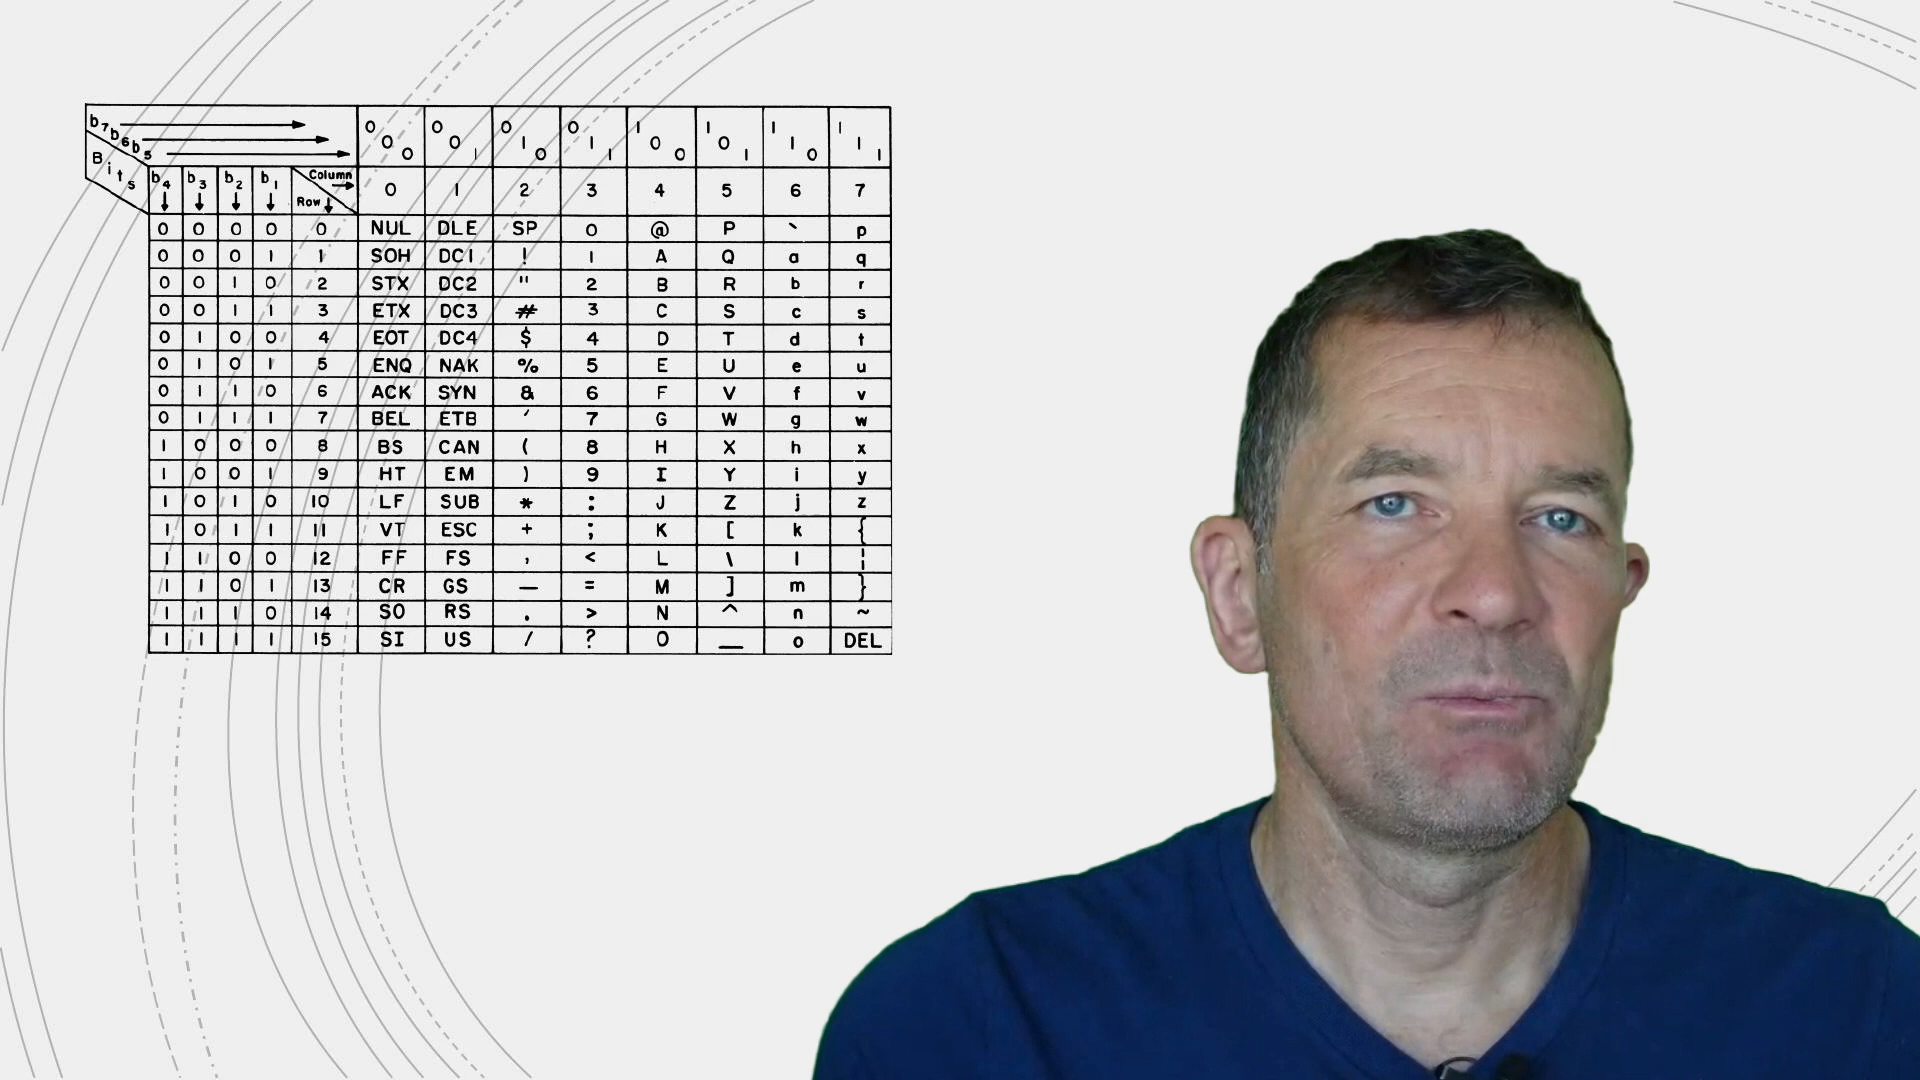 b7 b6 b5 0 0 0 0 0 1 0 1 0 0 1 1 1 0 0 1 0 1 1 1 0 1 1 1
Bits b4 b3 b2 b1 Column Row 0 1 2 3 4 5 6 7
0 0 0 0 0 NUL DLE SP 0 @ P ` p
0 0 0 1 1 SOH DC1 ! 1 A Q a q
0 0 1 0 2 STX DC2 " 2 B R b r
0 0 1 1 3 ETX DC3 # 3 C S c s
0 1 0 0 4 EOT DC4 $ 4 D T d t
0 1 0 1 5 ENQ NAK % 5 E U e u
0 1 1 0 6 ACK SYN & 6 F V f v
0 1 1 1 7 BEL ETB ' 7 G W g w
1 0 0 0 8 BS CAN ( 8 H X h x
1 0 0 1 9 HT EM ) 9 I Y i y
1 0 1 0 10 LF SUB * : J Z j z
1 0 1 1 11 VT ESC + ; K [ k {
1 1 0 0 12 FF FS , < L \ l ¦
1 1 0 1 13 CR GS — = M ] m }
1 1 1 0 14 SO RS . > N ^ n ~
1 1 1 1 15 SI US / ? O _ o DEL